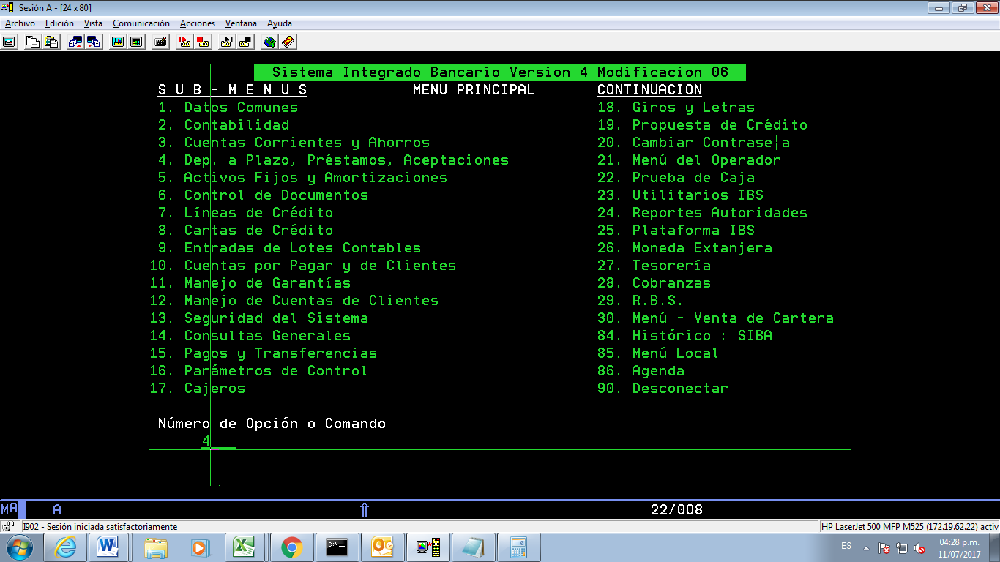 Sesión A - [24 x 80]
Archivo Edición Vista Comunicación Acciones Ventana Ayuda
Sistema Integrado Bancario Version 4 Modificacion 06
S U B - M E N U S MENU PRINCIPAL CONTINUACION
1. Datos Comunes 18. Giros y Letras
2. Contabilidad 19. Propuesta de Crédito
3. Cuentas Corrientes y Ahorros 20. Cambiar Contrase¦a
4. Dep. a Plazo, Préstamos, Aceptaciones 21. Menú del Operador
5. Activos Fijos y Amortizaciones 22. Prueba de Caja
6. Control de Documentos 23. Utilitarios IBS
7. Líneas de Crédito 24. Reportes Autoridades
8. Cartas de Crédito 25. Plataforma IBS
9. Entradas de Lotes Contables 26. Moneda Extanjera
10. Cuentas por Pagar y de Clientes 27. Tesorería
11. Manejo de Garantías 28. Cobranzas
12. Manejo de Cuentas de Clientes 29. R.B.S.
13. Seguridad del Sistema 30. Menú - Venta de Cartera
14. Consultas Generales 84. Histórico : SIBA
15. Pagos y Transferencias 85. Menú Local
16. Parámetros de Control 86. Agenda
17. Cajeros 90. Desconectar
Número de Opción o Comando
4
MA A 22/008
I902 - Sesión iniciada satisfactoriamente HP LaserJet 500 MFP M525 (172.19.62.22) activ
ES 04:28 p.m.
11/07/2017